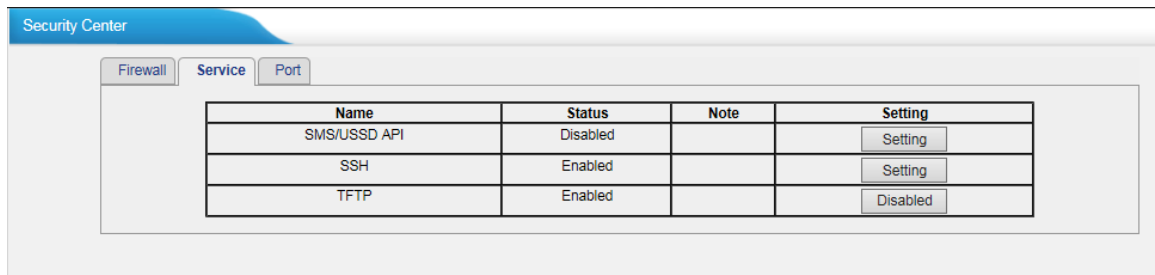 Security Center
Firewall Service Port
Name Status Note Setting
SMS/USSD API Disabled Setting
SSH Enabled Setting
TFTP Enabled Disabled